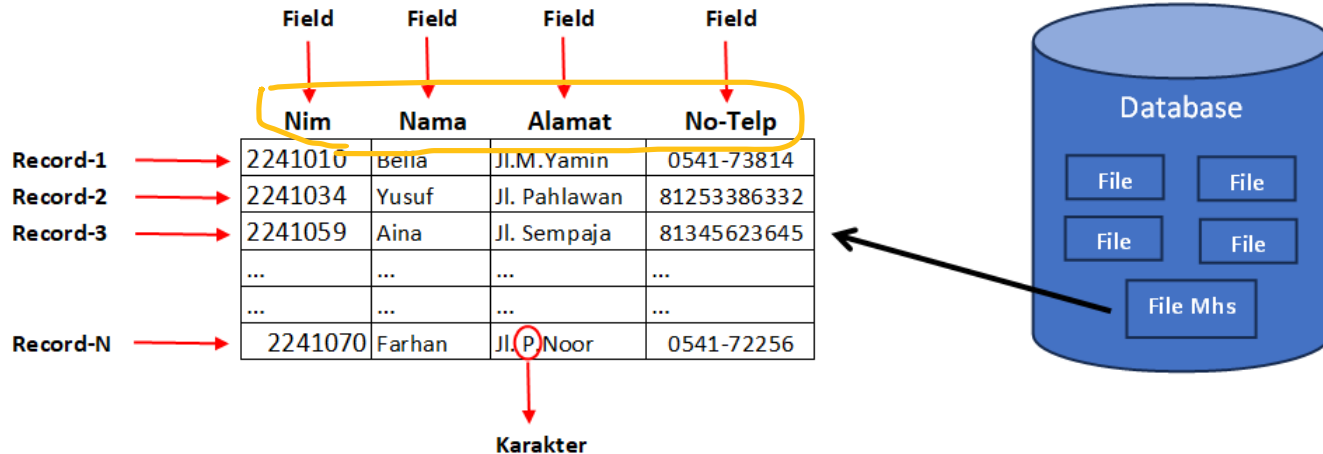 Field Field Field Field
Nim Nama Alamat No-Telp
Record-1 2241010 Bella Jl.M.Yamin 0541-73814
Record-2 2241034 Yusuf Jl. Pahlawan 81253386332
Record-3 2241059 Aina Jl. Sempaja 81345623645
... ... ... ...
... ... ... ...
Record-N 2241070 Farhan Jl. P.Noor 0541-72256
Karakter
Database
File File
File File
File Mhs